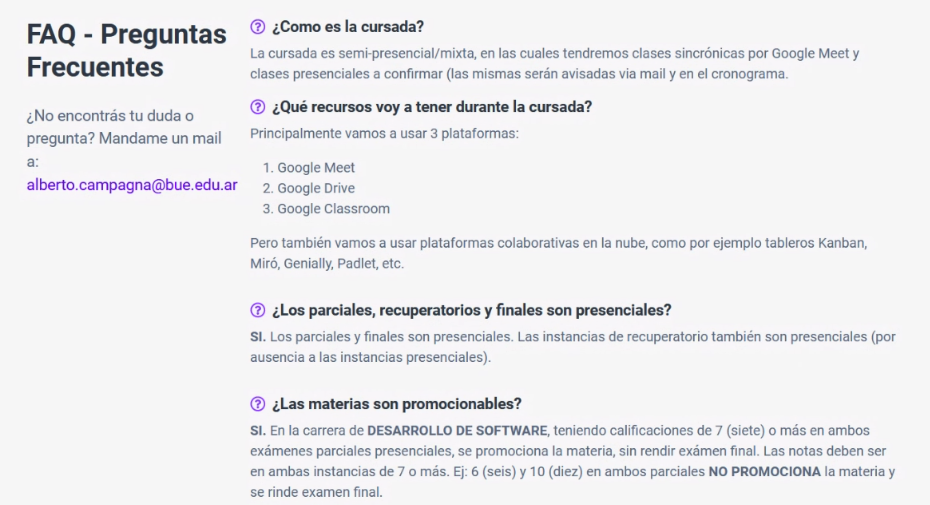 FAQ - Preguntas
Frecuentes
¿No encontrás tu duda o
pregunta? Mandame un mail
a:
alberto.campagna@bue.edu.ar
¿Como es la cursada?
La cursada es semi-presencial/mixta, en las cuales tendremos clases sincrónicas por Google Meet y
clases presenciales a confirmar (las mismas serán avisadas via mail y en el cronograma.
¿Qué recursos voy a tener durante la cursada?
Principalmente vamos a usar 3 plataformas:
1. Google Meet
2. Google Drive
3. Google Classroom
Pero también vamos a usar plataformas colaborativas en la nube, como por ejemplo tableros Kanban,
Miró, Genially, Padlet, etc.
¿Los parciales, recuperatorios y finales son presenciales?
SI. Los parciales y finales son presenciales. Las instancias de recuperatorio también son presenciales (por
ausencia a las instancias presenciales).
¿Las materias son promocionables?
SI. En la carrera de DESARROLLO DE SOFTWARE, teniendo calificaciones de 7 (siete) o más en ambos
exámenes parciales presenciales, se promociona la materia, sin rendir exámen final. Las notas deben ser
en ambas instancias de 7 o más. Ej: 6 (seis) y 10 (diez) en ambos parciales NO PROMOCIONA la materia y
se rinde examen final.